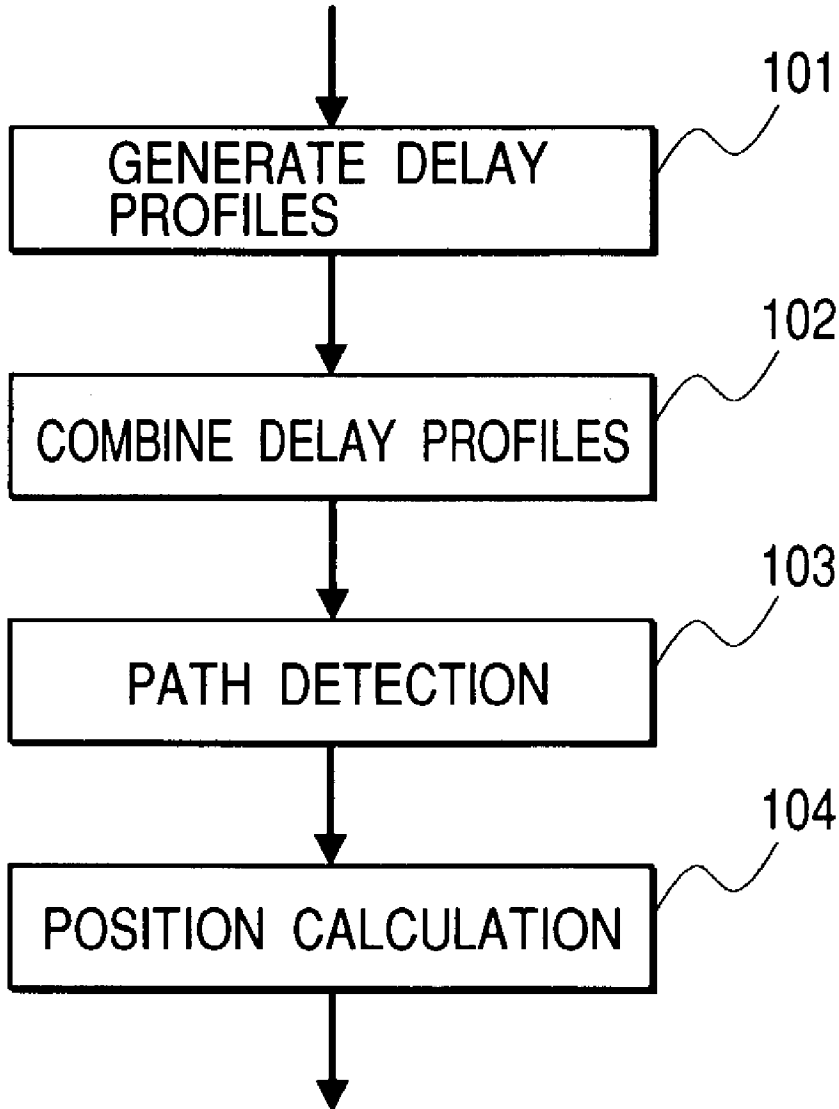 101
GENERATE DELAY
PROFILES
102
COMBINE DELAY PROFILES
103
PATH DETECTION
104
POSITION CALCULATION